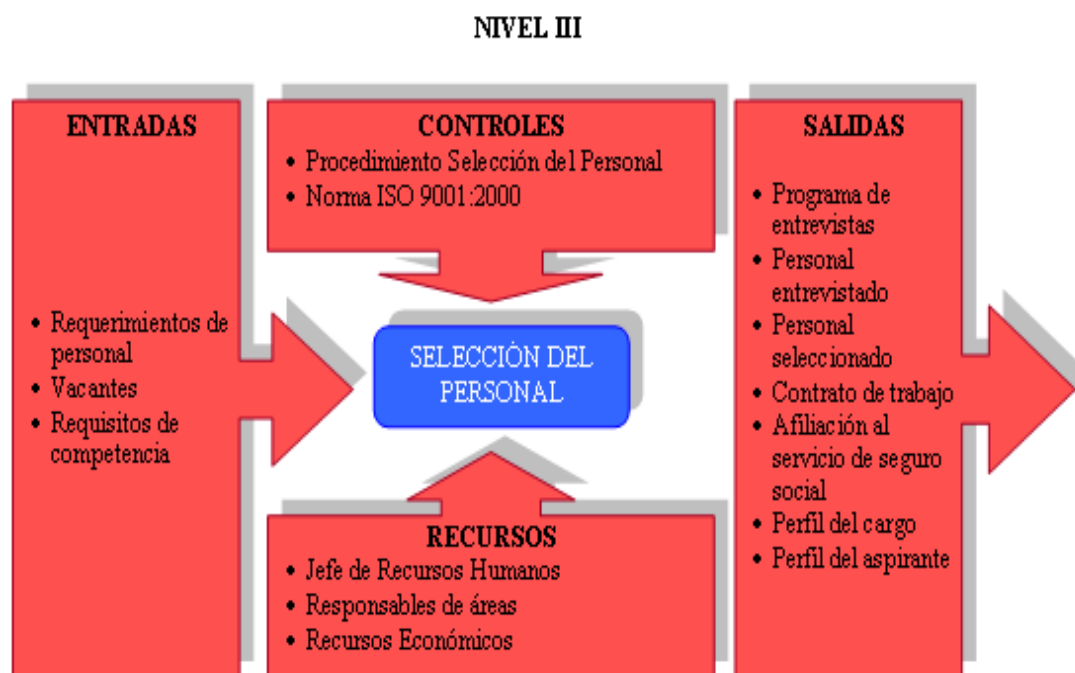 NIVEL III
ENTRADAS
• Requerimientos de
personal
• Vacantes
• Requisitos de
competencia
CONTROLES
• Procedimiento Selección del Personal
• Norma ISO 9001:2000
SELECCIÓN DEL
PERSONAL
RECURSOS
• Jefe de Recursos Humanos
• Responsables de áreas
• Recursos Económicos
SALIDAS
• Programa de
entrevistas
• Personal
entrevistado
• Personal
seleccionado
• Contrato de trabajo
• Afiliación al
servicio de seguro
social
• Perfil del cargo
• Perfil del aspirante